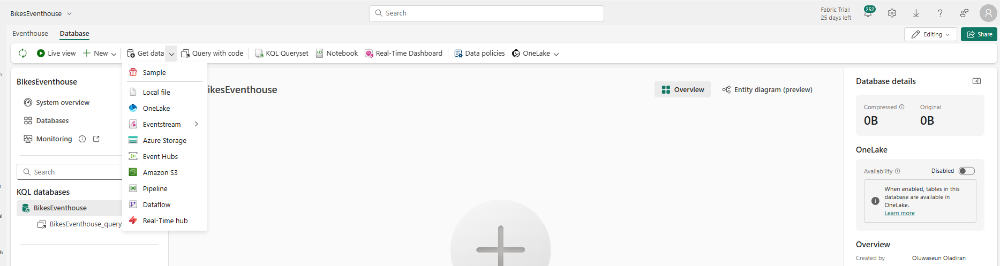 BikesEventhouse
Search
Fabric Trial:
25 days left
252
?
Eventhouse
Database
Editing
Share
Live view
New
Get data
Query with code
KQL Queryset
Notebook
Real-Time Dashboard
Data policies
OneLake
BikesEventhouse
System overview
Databases
Monitoring
Search
KQL databases
BikesEventhouse
BikesEventhouse_query
Sample
Local file
OneLake
Eventstream
Azure Storage
Event Hubs
Amazon S3
Pipeline
Dataflow
Real-Time hub
ikesEventhouse
Overview
Entity diagram (preview)
Database details
Compressed
Original
0B
0B
OneLake
Availability
Disabled
When enabled, tables in this
database are available in
OneLake.
Learn more
Overview
Created by
Oluwaseun Oladiran